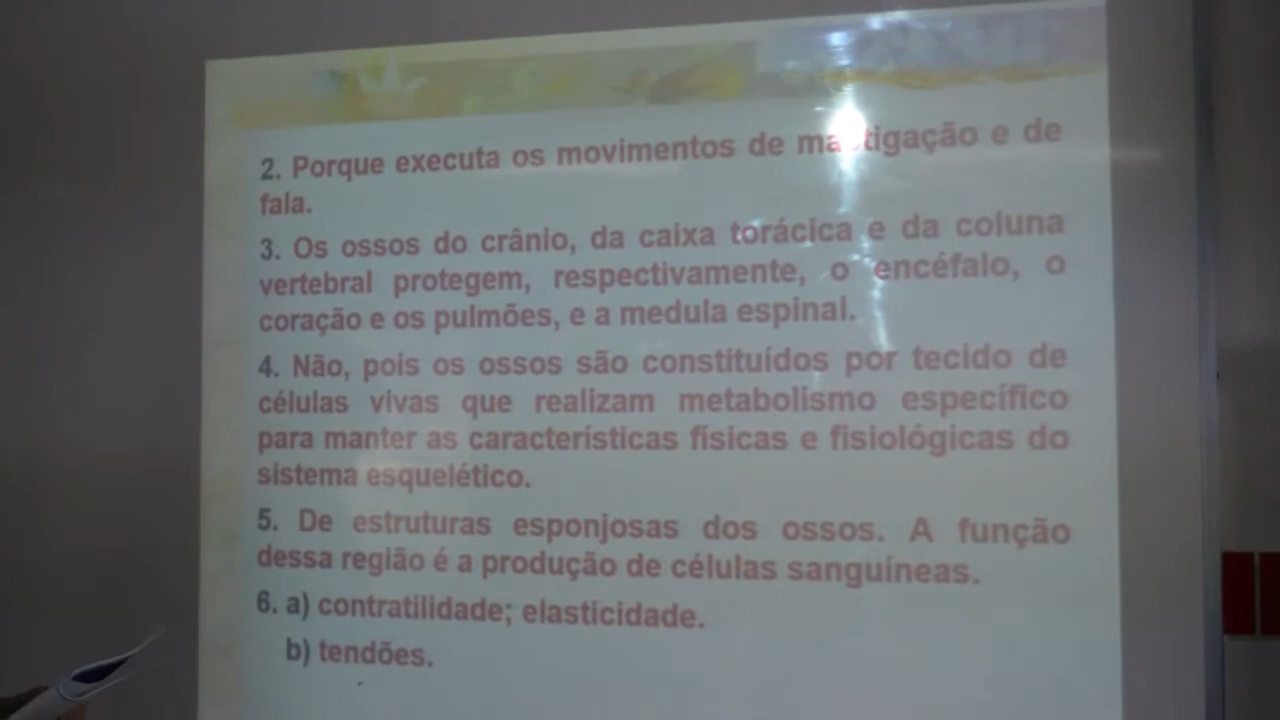 2. Porque executa os movimentos de mastigação e de
fala.
3. Os ossos do crânio, da caixa torácica e da coluna
vertebral protegem, respectivamente, o encéfalo, o
coração e os pulmões, e a medula espinal.
4. Não, pois os ossos são constituídos por tecido de
células vivas que realizam metabolismo específico
para manter as características físicas e fisiológicas do
sistema esquelético.
5. De estruturas esponjosas dos ossos. A função
dessa região é a produção de células sanguíneas.
6. a) contratilidade; elasticidade.
b) tendões.